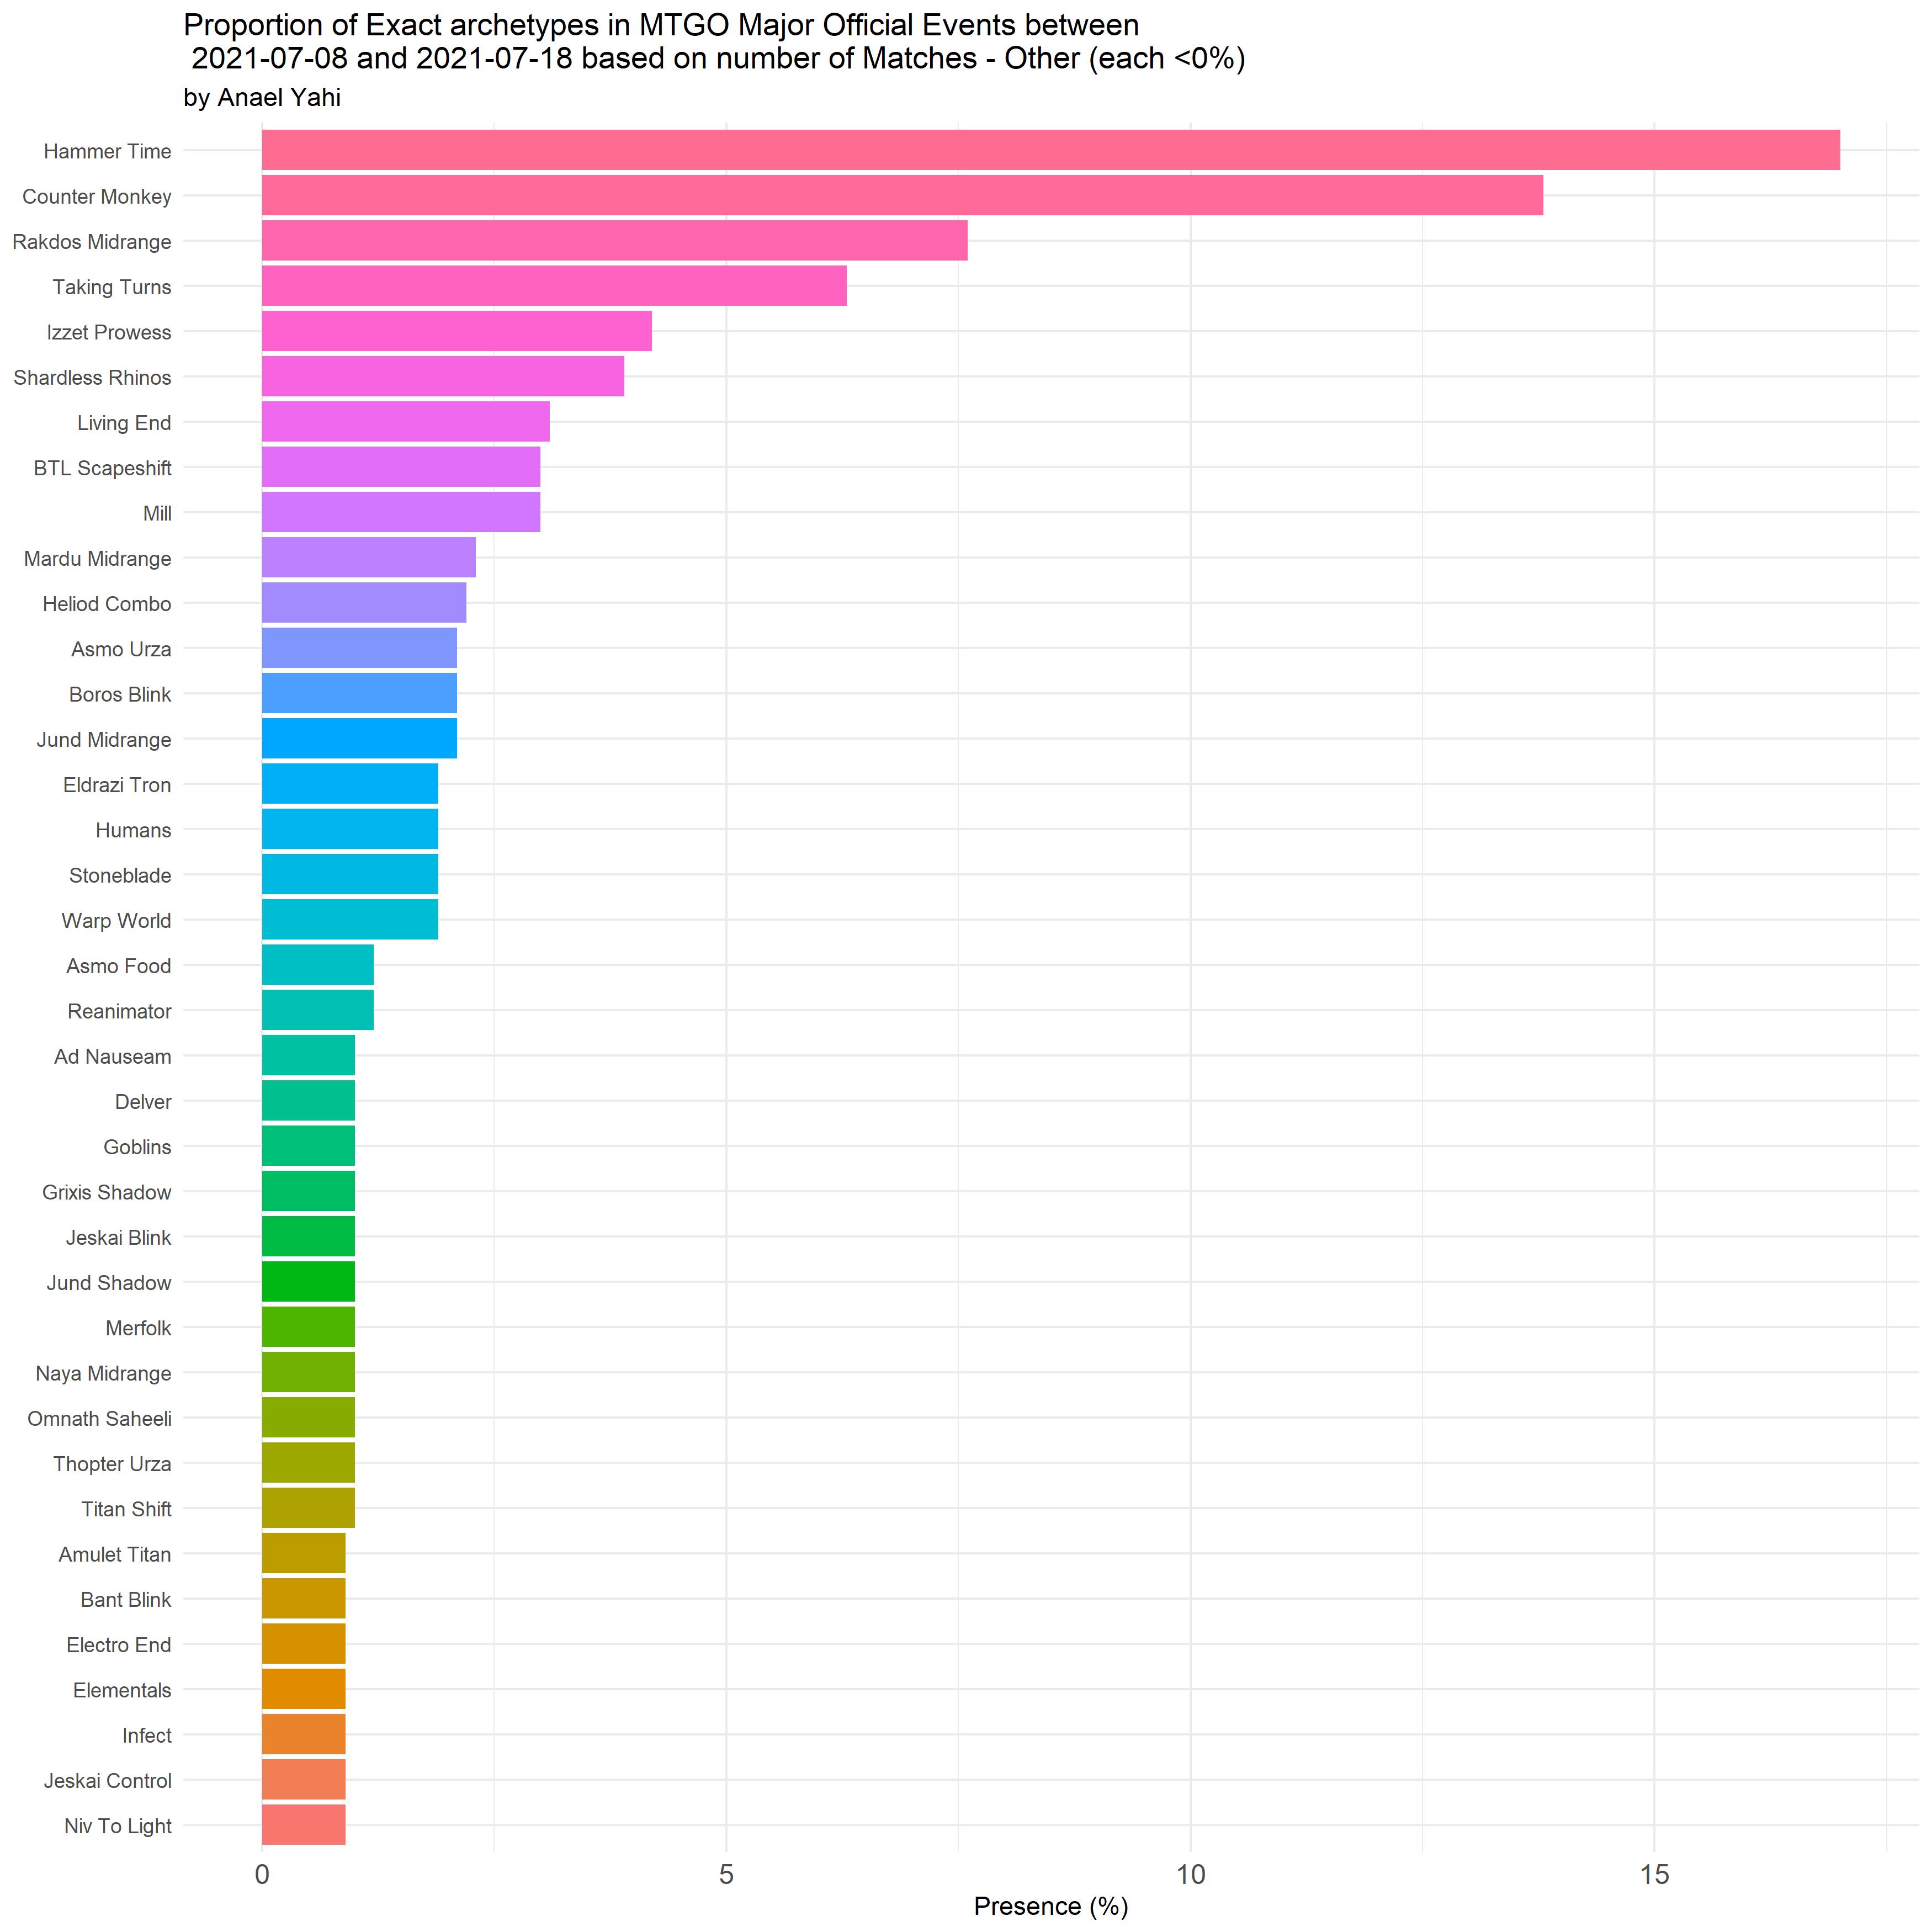 Proportion of Exact archetypes in MTGO Major Official Events between
2021-07-08 and 2021-07-18 based on number of Matches - Other (each <0%)
by Anael Yahi
Hammer Time
Counter Monkey
Rakdos Midrange
Taking Turns
Izzet Prowess
Shardless Rhinos
Living End
BTL Scapeshift
Mill
Mardu Midrange
Heliod Combo
Asmo Urza
Boros Blink
Jund Midrange
Eldrazi Tron
Humans
Stoneblade
Warp World
Asmo Food
Reanimator
Ad Nauseam
Delver
Goblins
Grixis Shadow
Jeskai Blink
Jund Shadow
Merfolk
Naya Midrange
Omnath Saheeli
Thopter Urza
Titan Shift
Amulet Titan
Bant Blink
Electro End
Elementals
Infect
Jeskai Control
Niv To Light
0 5 10 15
Presence (%)